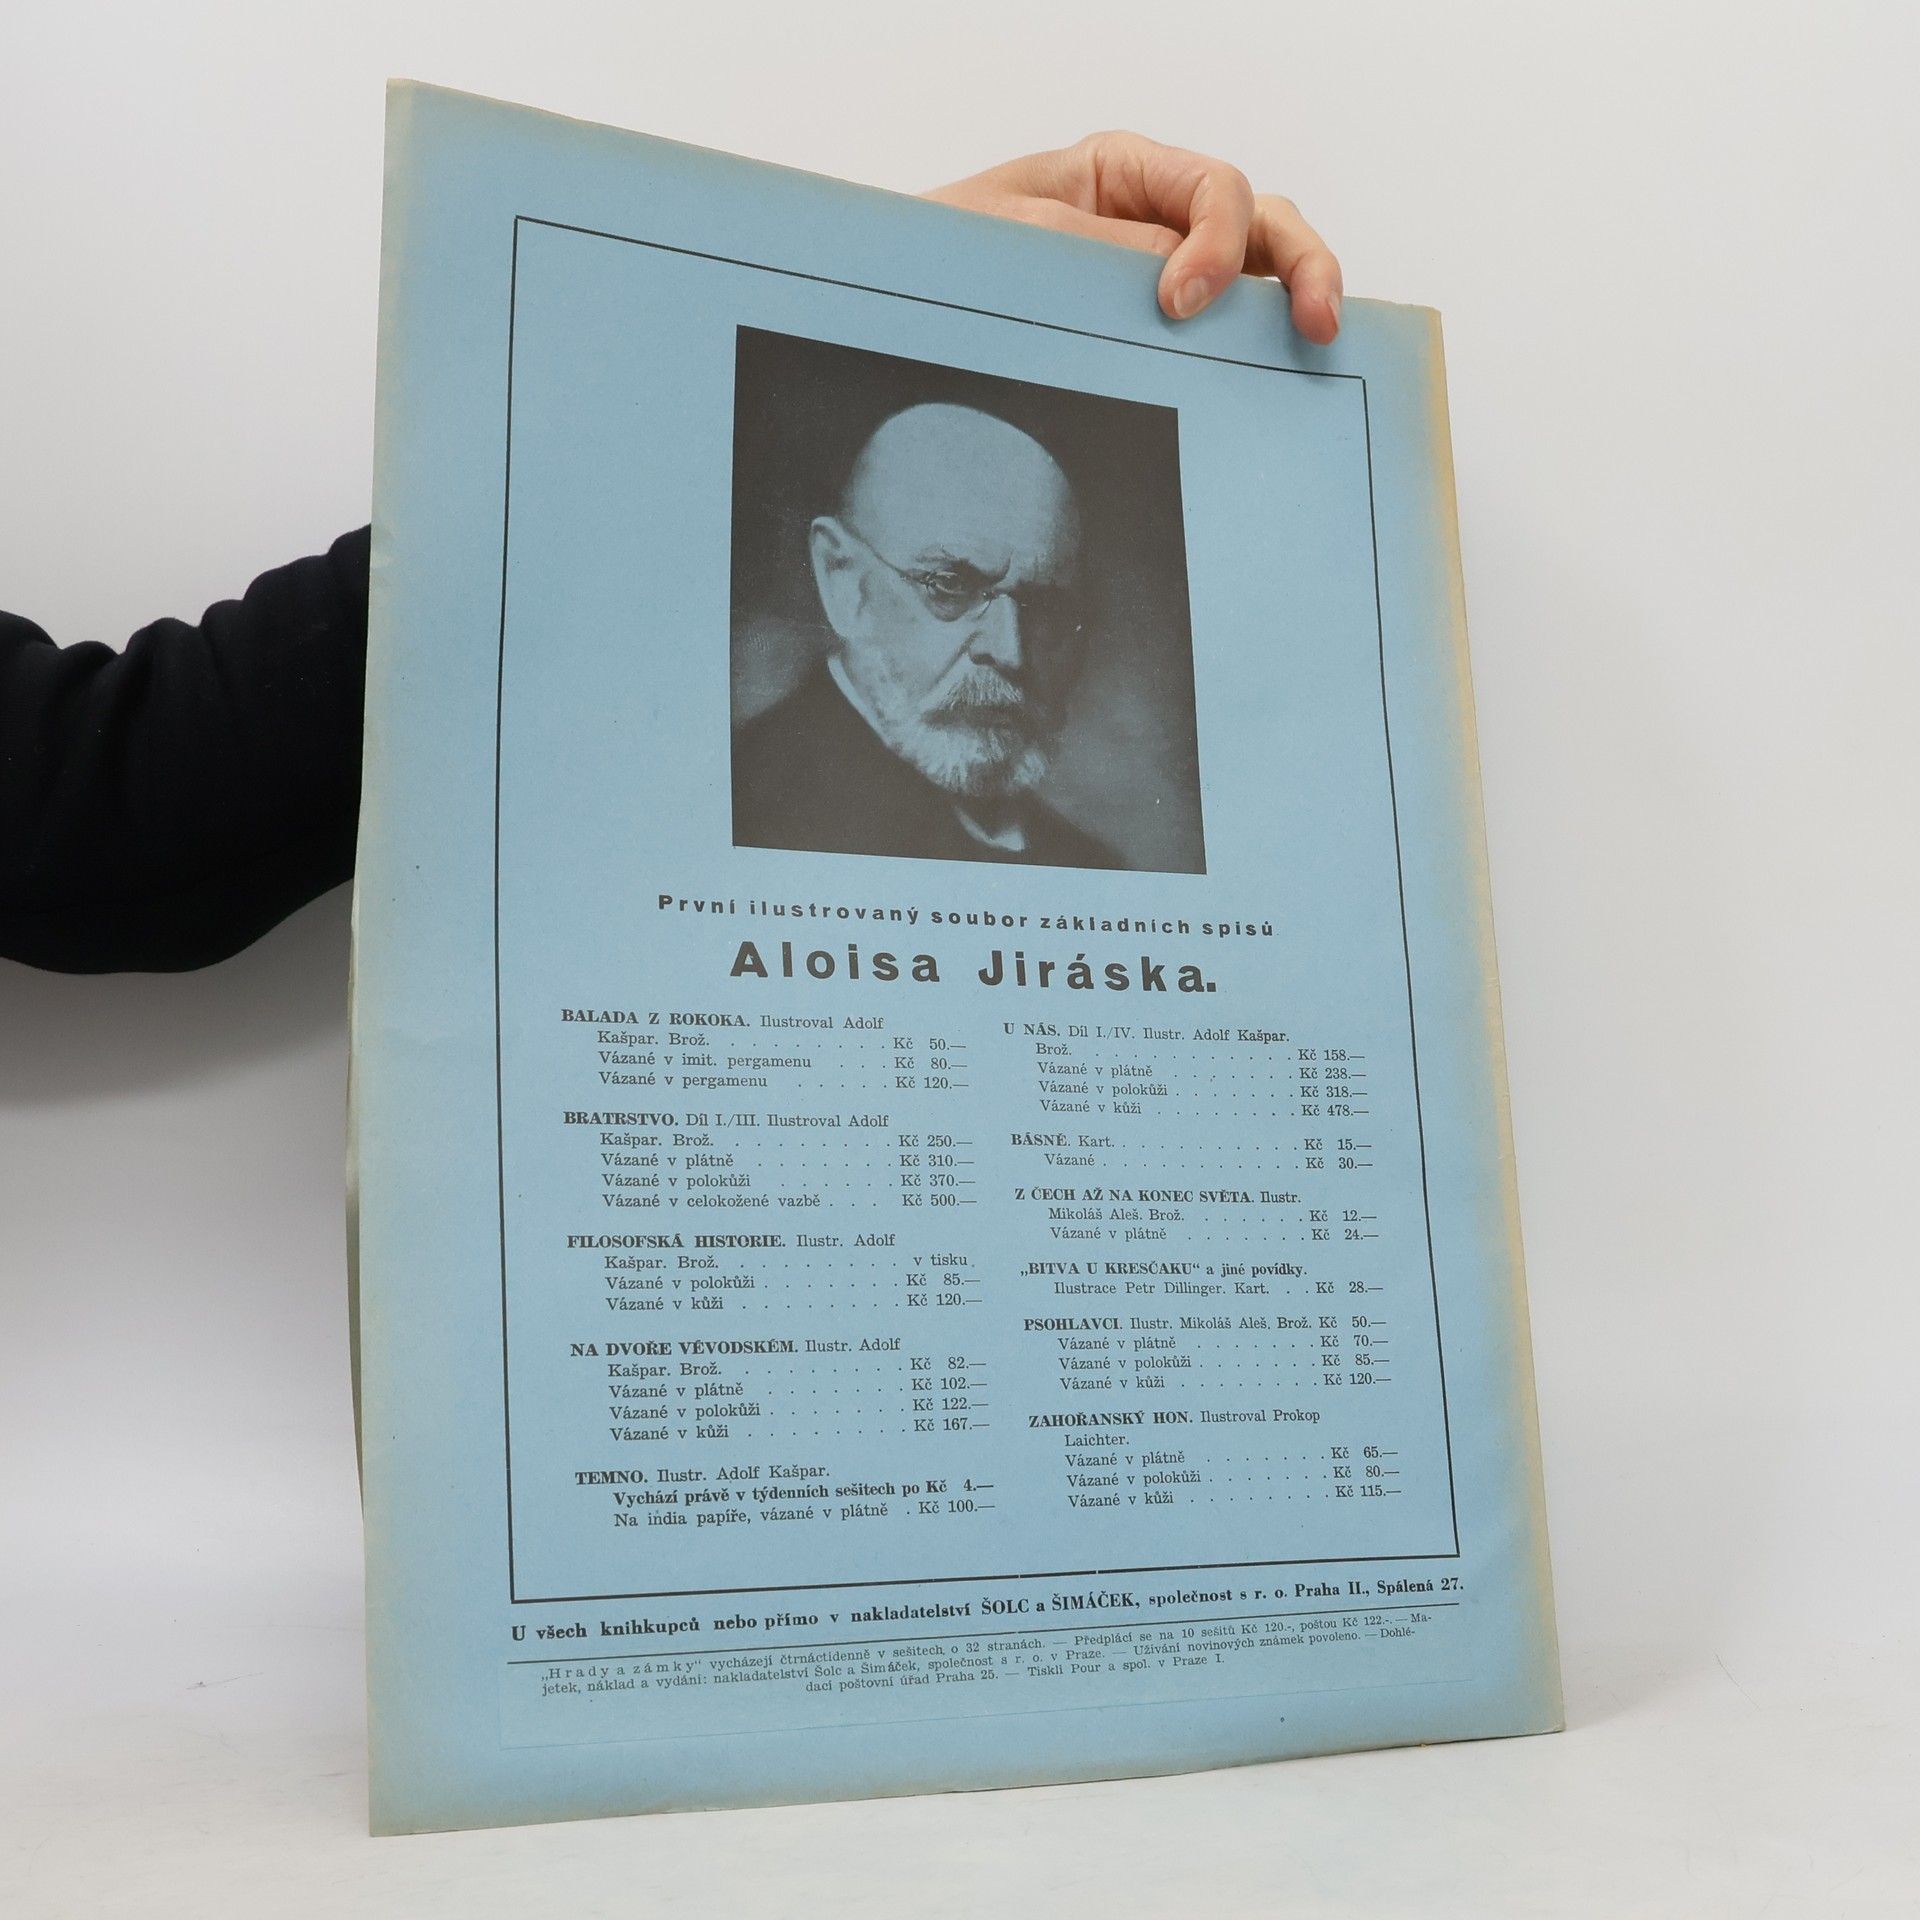 První ilustrovaný soubor základních spisů
Aloisa Jiráska.
BALADA Z ROKOKA. Ilustroval Adolf
Kašpar. Brož. . . . . . . . . Kč 50.—
Vázané v imit. pergamenu . . . Kč 80.—
Vázané v pergamenu . . . . . Kč 120.—
BRATRSTVO. Díl I./III. Ilustroval Adolf
Kašpar. Brož. . . . . . . . . Kč 250.—
Vázané v plátně . . . . . . . Kč 310.—
Vázané v polokůži . . . . . . Kč 370.—
Vázané v celokožené vazbě . . . Kč 500.—
FILOSOFSKÁ HISTORIE. Ilustr. Adolf
Kašpar. Brož. . . . . . . . . v tisku
Vázané v polokůži . . . . . . . Kč 85.—
Vázané v kůži . . . . . . . . Kč 120.—
NA DVOŘE VÉVODSKÉM. Ilustr. Adolf
Kašpar. Brož. . . . . . . . . Kč 82.—
Vázané v plátně . . . . . . . Kč 102.—
Vázané v polokůži . . . . . . . Kč 122.—
Vázané v kůži . . . . . . . . Kč 167.—
TEMNO. Ilustr. Adolf Kašpar.
Vychází právě v týdenních sešitech po Kč 4.—
Na india papíře, vázané v plátně . Kč 100.—
U NÁS. Díl I./IV. Ilustr. Adolf Kašpar.
Brož. . . . . . . . . . . . Kč 158.—
Vázané v plátně . . . . . . . Kč 238.—
Vázané v polokůži . . . . . . . Kč 318.—
Vázané v kůži . . . . . . . . Kč 478.—
BÁSNĚ. Kart. . . . . . . . . . . Kč 15.—
Vázané . . . . . . . . . . . Kč 30.—
Z ČECH AŽ NA KONEC SVĚTA. Ilustr.
Mikoláš Aleš. Brož. . . . . . . Kč 12.—
Vázané v plátně . . . . . . . Kč 24.—
„BITVA U KRESČAKU“ a jiné povídky.
Ilustrace Petr Dillinger. Kart. . . Kč 28.—
PSOHLAVCI. Ilustr. Mikoláš Aleš. Brož. Kč 50.—
Vázané v plátně . . . . . . . Kč 70.—
Vázané v polokůži . . . . . . . Kč 85.—
Vázané v kůži . . . . . . . . Kč 120.—
ZAHOŘANSKÝ HON. Ilustroval Prokop
Laichter.
Vázané v plátně . . . . . . . Kč 65.—
Vázané v polokůži . . . . . . . Kč 80.—
Vázané v kůži . . . . . . . . Kč 115.—
U všech knihkupců nebo přímo v nakladatelství ŠOLC a ŠIMÁČEK, společnost s r. o. Praha II., Spálená 27.
„Hrady a zámky“ vycházejí čtrnáctidenně v sešitech o 32 stranách. — Předplácí se na 10 sešitů Kč 120.-, poštou Kč 122.-. — Ma-
jetek, náklad a vydání: nakladatelství Šolc a Šimáček, společnost s r. o. v Praze. — Užívání novinových známek povoleno. — Dohlé-
dací poštovní úřad Praha 25. — Tiskli Pour a spol. v Praze I.